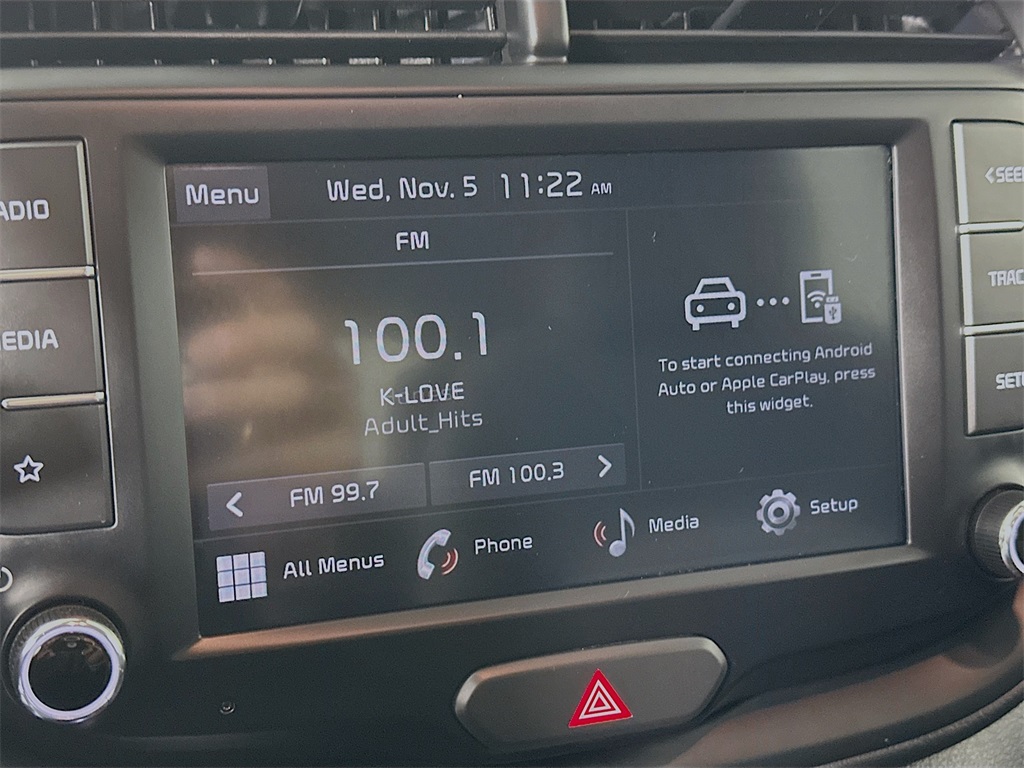 Menu
Wed, Nov. 5 11:22 AM
FM
100.1
K-LOVE
Adult_Hits
FM 99.7
FM 100.3
To start connecting Android
Auto or Apple CarPlay, press
this widget.
All Menus
Phone
Media
Setup
ADIO
EDIA
<SEE
TRAC
SET